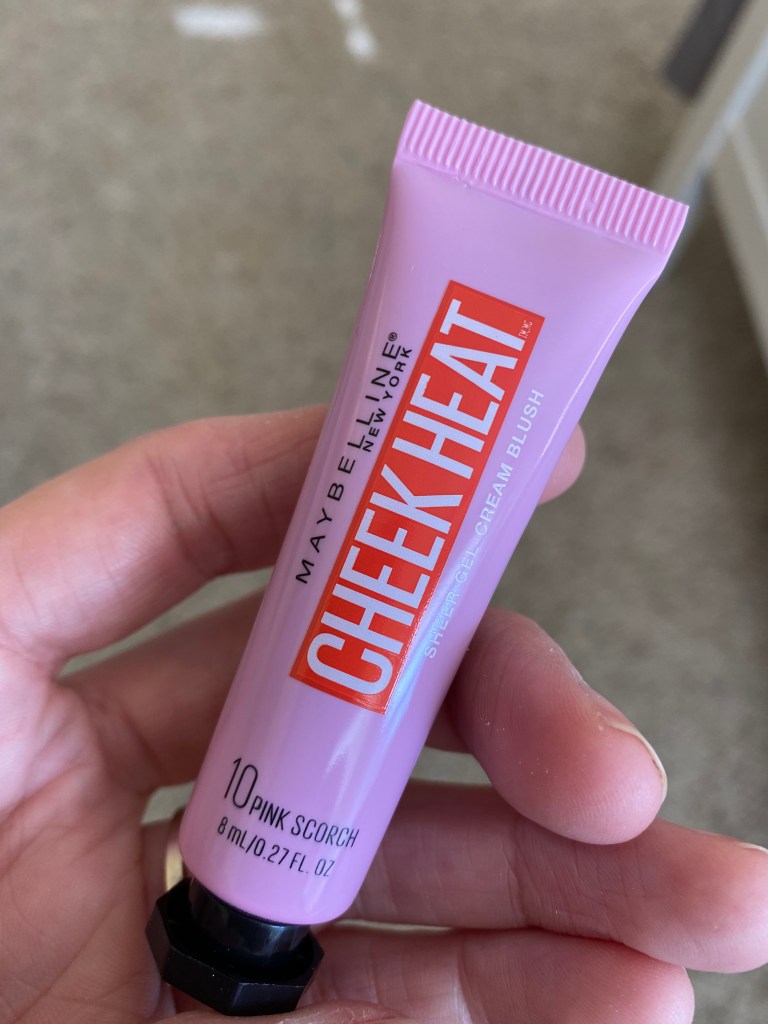 MAYBELLINE®
NEW YORK
CHEEK HEAT
SHEER GEL-CREAM BLUSH
10 PINK SCORCH
8 mL/0.27 FL. OZ